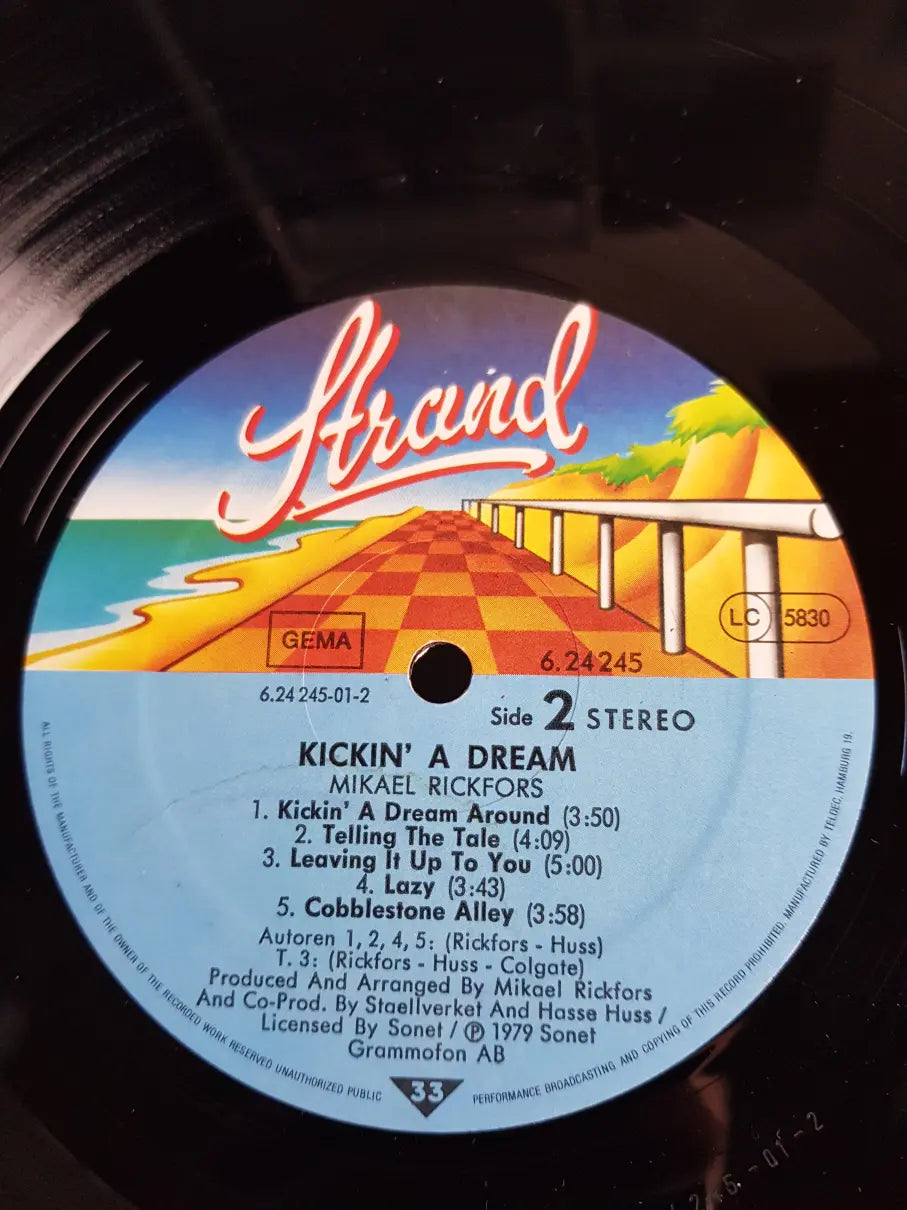 Strand
GEMA
LC 5830
6.24245
6.24 245-01-2
Side 2 STEREO
KICKIN' A DREAM
MIKAEL RICKFORS
1. Kickin' A Dream Around (3:50)
2. Telling The Tale (4:09)
3. Leaving It Up To You (5:00)
4. Lazy (3:43)
5. Cobblestone Alley (3:58)
Autoren 1, 2, 4, 5: (Rickfors - Huss)
T. 3: (Rickfors - Huss - Colgate)
Produced And Arranged By Mikael Rickfors
And Co-Prod. By Staellverket And Hasse Huss /
Licensed By Sonet / ℗ 1979 Sonet
Grammofon AB
33
ALL RIGHTS OF THE MANUFACTURER AND OF THE OWNER OF THE RECORDED WORK RESERVED UNAUTHORIZED PUBLIC
PERFORMANCE BROADCASTING AND COPYING OF THIS RECORD PROHIBITED. MANUFACTURED BY TELDEC, HAMBURG 19.